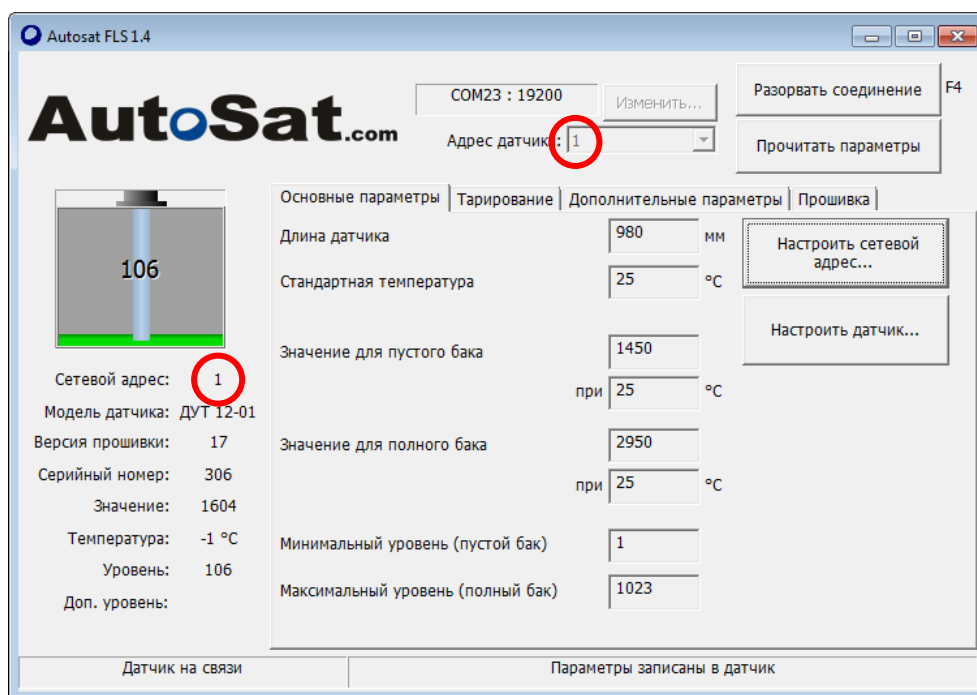 Autosat FLS 1.4
AutoSat.com
COM23 : 19200
Изменить...
Разорвать соединение
F4
Адрес датчика: 1
Прочитать параметры
Основные параметры
Тарирование
Дополнительные параметры
Прошивка
106
Длина датчика 980 мм
Настроить сетевой
адрес...
Стандартная температура 25 °C
Настроить датчик...
Значение для пустого бака 1450
при 25 °C
Значение для полного бака 2950
при 25 °C
Минимальный уровень (пустой бак) 1
Максимальный уровень (полный бак) 1023
Сетевой адрес: 1
Модель датчика: ДУТ 12-01
Версия прошивки: 17
Серийный номер: 306
Значение: 1604
Температура: -1 °C
Уровень: 106
Доп. уровень:
Датчик на связи
Параметры записаны в датчик